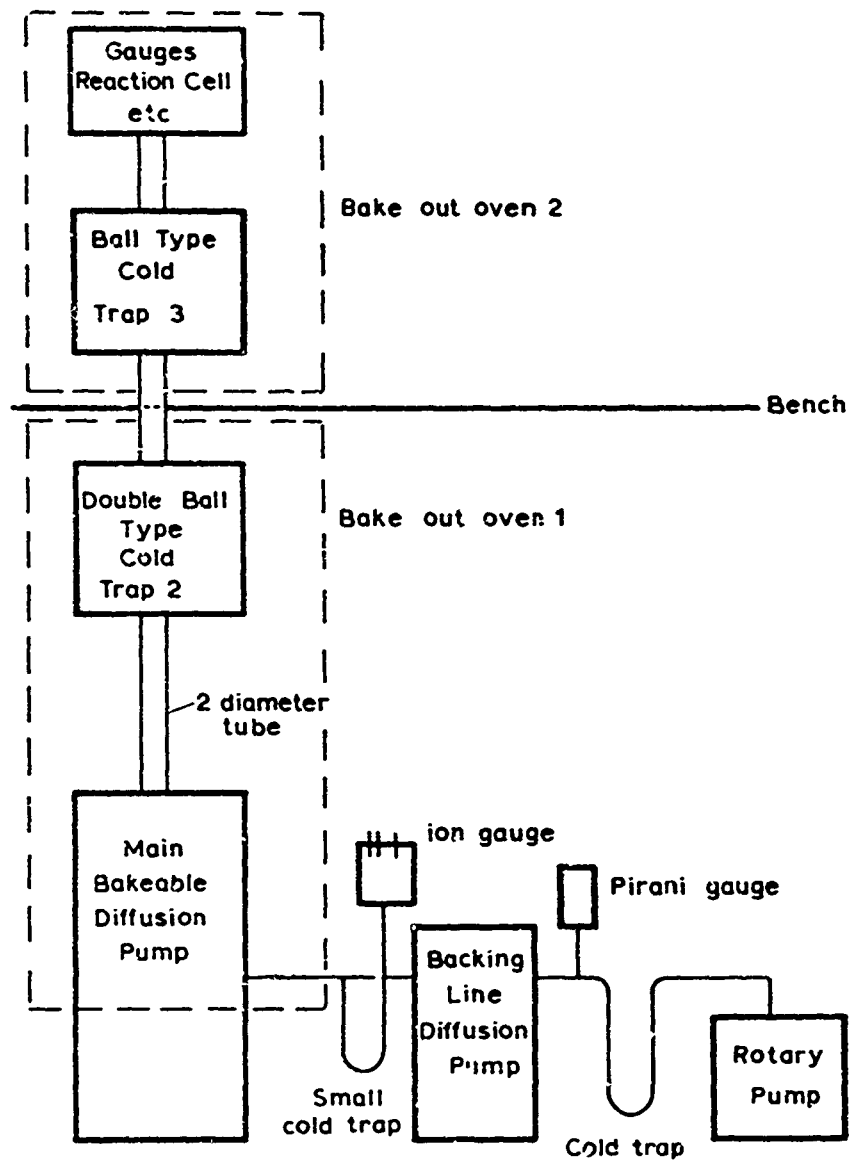 Gauges
Reaction Cell
etc
Bake out oven 2
Ball Type
Cold
Trap 3
Bench
Double Ball
Type
Cold
Trap 2
Bake out oven 1
2 diameter
tube
Main
Bakeable
Diffusion
Pump
ion gauge
Pirani gauge
Backing
Line
Diffusion
Pump
Rotary
Pump
Small
cold trap
Cold trap